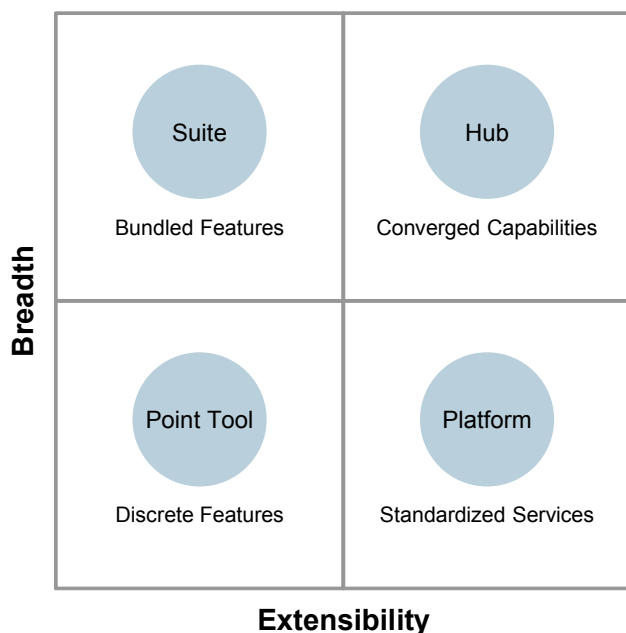 Suite
Hub
Bundled Features
Converged Capabilities
Breadth
Point Tool
Platform
Discrete Features
Standardized Services
Extensibility